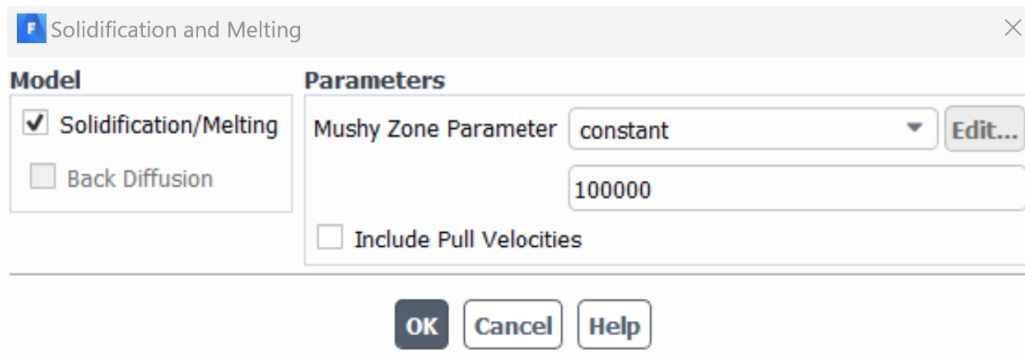 F Solidification and Melting
Model
Solidification/Melting
Back Diffusion
Parameters
Mushy Zone Parameter constant Edit...
100000
Include Pull Velocities
OK Cancel Help